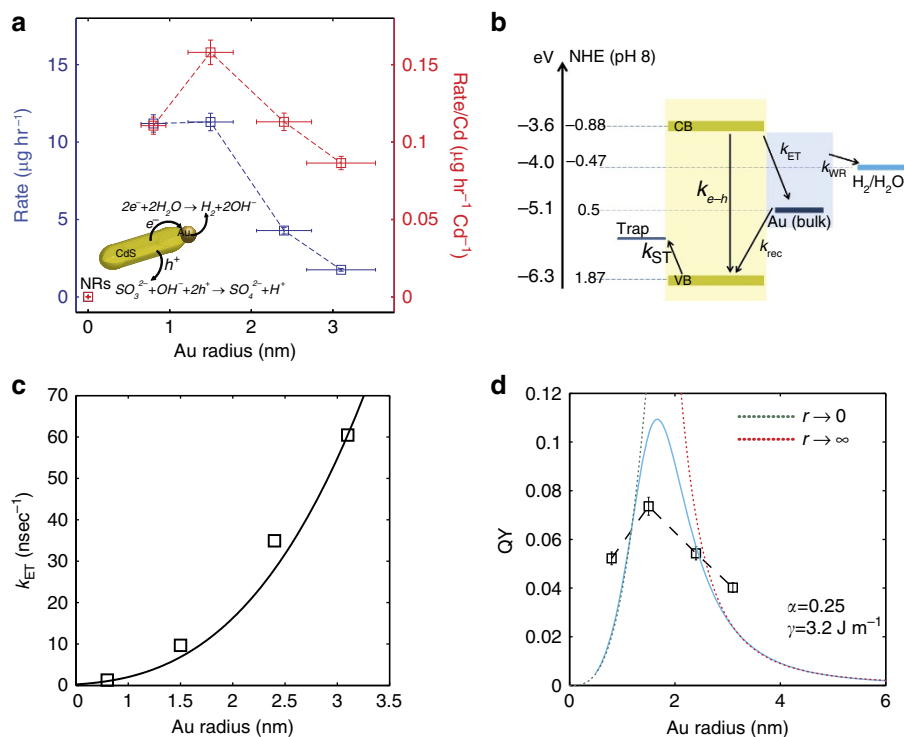 a
Rate (μg hr⁻¹)
15
10
5
0
0.15
0.1
0.05
0
Rate/Cd (μg hr⁻¹ Cd⁻¹)
2e⁻+2H₂O → H₂+2OH⁻
e⁻
Au
CdS
h⁺
NRs
SO₃²⁻+OH⁻+2h⁺ → SO₄²⁻+H⁺
0 1 2 3
Au radius (nm)
b
eV NHE (pH 8)
−3.6 −0.88 CB
−4.0 −0.47
−5.1 0.5
−6.3 1.87 VB
k_ET
k_WR
H₂/H₂O
k_e–h
Au (bulk)
Trap
k_ST
k_rec
c
k_ET (nsec⁻¹)
70
60
50
40
30
20
10
0
0 0.5 1 1.5 2 2.5 3 3.5
Au radius (nm)
d
QY
0.12
0.1
0.08
0.06
0.04
0.02
0
r → 0
r → ∞
α=0.25
γ=3.2 J m⁻¹
0 2 4 6
Au radius (nm)